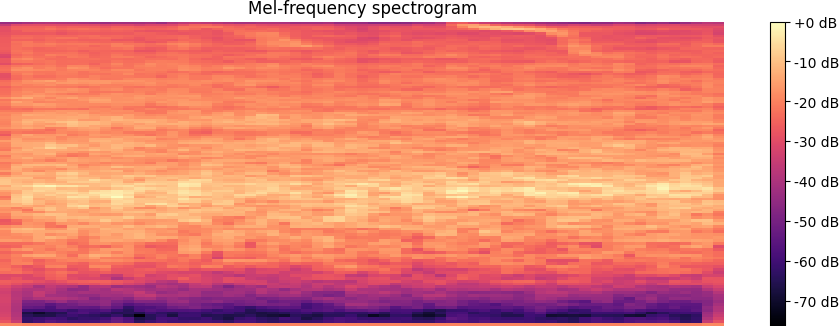 Mel-frequency spectrogram
+0 dB
-10 dB
-20 dB
-30 dB
-40 dB
-50 dB
-60 dB
-70 dB